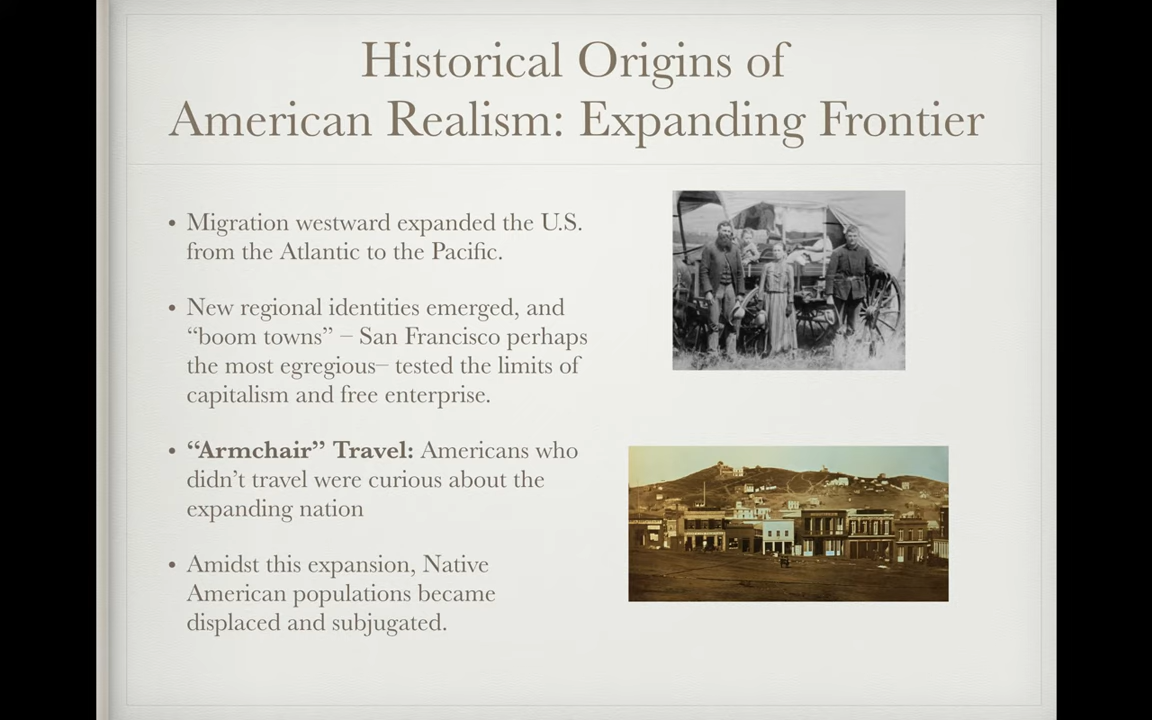 Historical Origins of
American Realism: Expanding Frontier
• Migration westward expanded the U.S.
from the Atlantic to the Pacific.
• New regional identities emerged, and
“boom towns” – San Francisco perhaps
the most egregious– tested the limits of
capitalism and free enterprise.
• “Armchair” Travel: Americans who
didn’t travel were curious about the
expanding nation
• Amidst this expansion, Native
American populations became
displaced and subjugated.